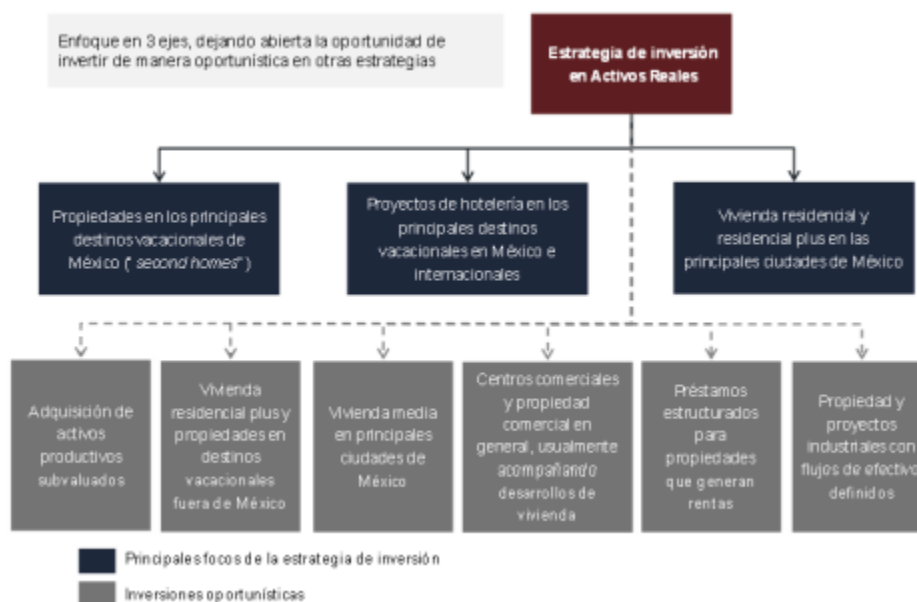 Enfoque en 3 ejes, dejando abierta la oportunidad de
invertir de manera oportunística en otras estrategias
Estrategia de inversión
en Activos Reales
Propiedades en los principales
destinos vacacionales de
México (" second homes" )
Proyectos de hotelería en los
principales destinos
vacacionales en México e
internacionales
Vivienda residencial y
residencial plus en las
principales ciudades de México
Adquisición de
activos
productivos
subvaluados
Vivienda
residencial plus y
propiedades en
destinos
vacacionales
fuera de México
Vivienda media
en principales
ciudades de
México
Centros comerciales
y propiedad
comercial en
general, usualmente
acompañando
desarrollos de
vivienda
Préstamos
estructurados
para
propiedades
que generan
rentas
Propiedad y
proyectos
industriales con
flujos de efectivo
definidos
Principales focos de la estrategia de inversión
Inversiones oportunísticas